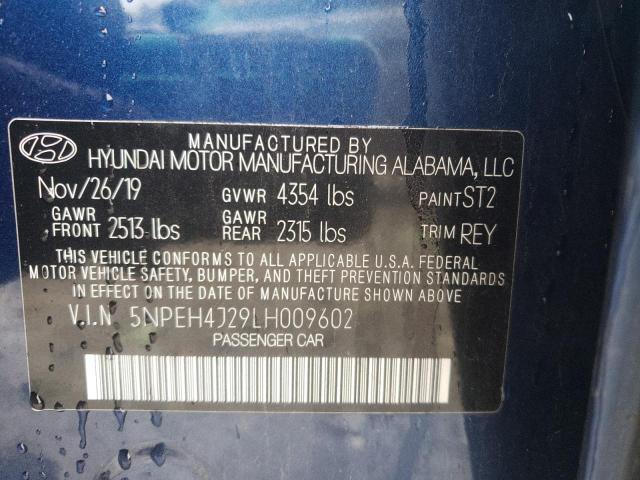 MANUFACTURED BY
HYUNDAI MOTOR MANUFACTURING ALABAMA, LLC
Nov/26/19 GVWR 4354 lbs PAINT ST2
GAWR FRONT 2513 lbs GAWR REAR 2315 lbs TRIM REY
THIS VEHICLE CONFORMS TO ALL APPLICABLE U.S.A. FEDERAL
MOTOR VEHICLE SAFETY, BUMPER, AND THEFT PREVENTION STANDARDS
IN EFFECT ON THE DATE OF MANUFACTURE SHOWN ABOVE
V.I.N 5NPEH4J29LH009602
PASSENGER CAR